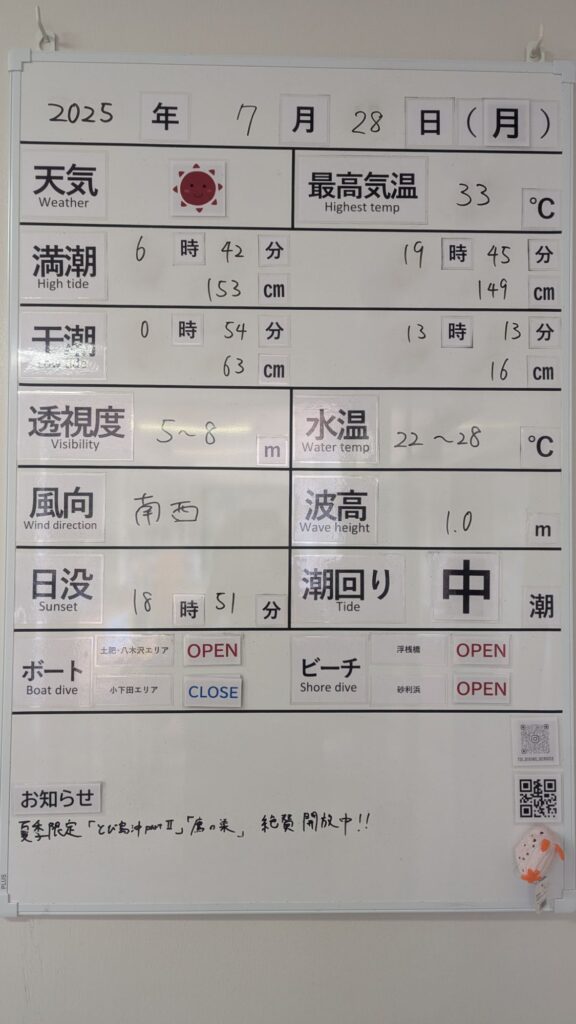 2025 年 7 月 28 日 (月)
天気 最高気温 33 ℃
Weather Highest temp
満潮 6 時 42 分 19 時 45 分
High tide 153 cm 149 cm
干潮 0 時 54 分 13 時 13 分
Low tide 63 cm 16 cm
透視度 5~8 m 水温 22~28 ℃
Visibility Water temp
風向 南西 波高 1.0 m
Wind direction Wave height
日没 18 時 51 分 潮回り 中 潮
Sunset Tide
ボート 土肥・八木沢エリア OPEN ビーチ 浮桟橋 OPEN
Boat dive 小下田エリア CLOSE Shore dive 砂利浜 OPEN
TOI_DIVING_SERVICE
お知らせ
夏季限定「とび島沖partⅡ」「の」絶賛開放中!!
PLUS